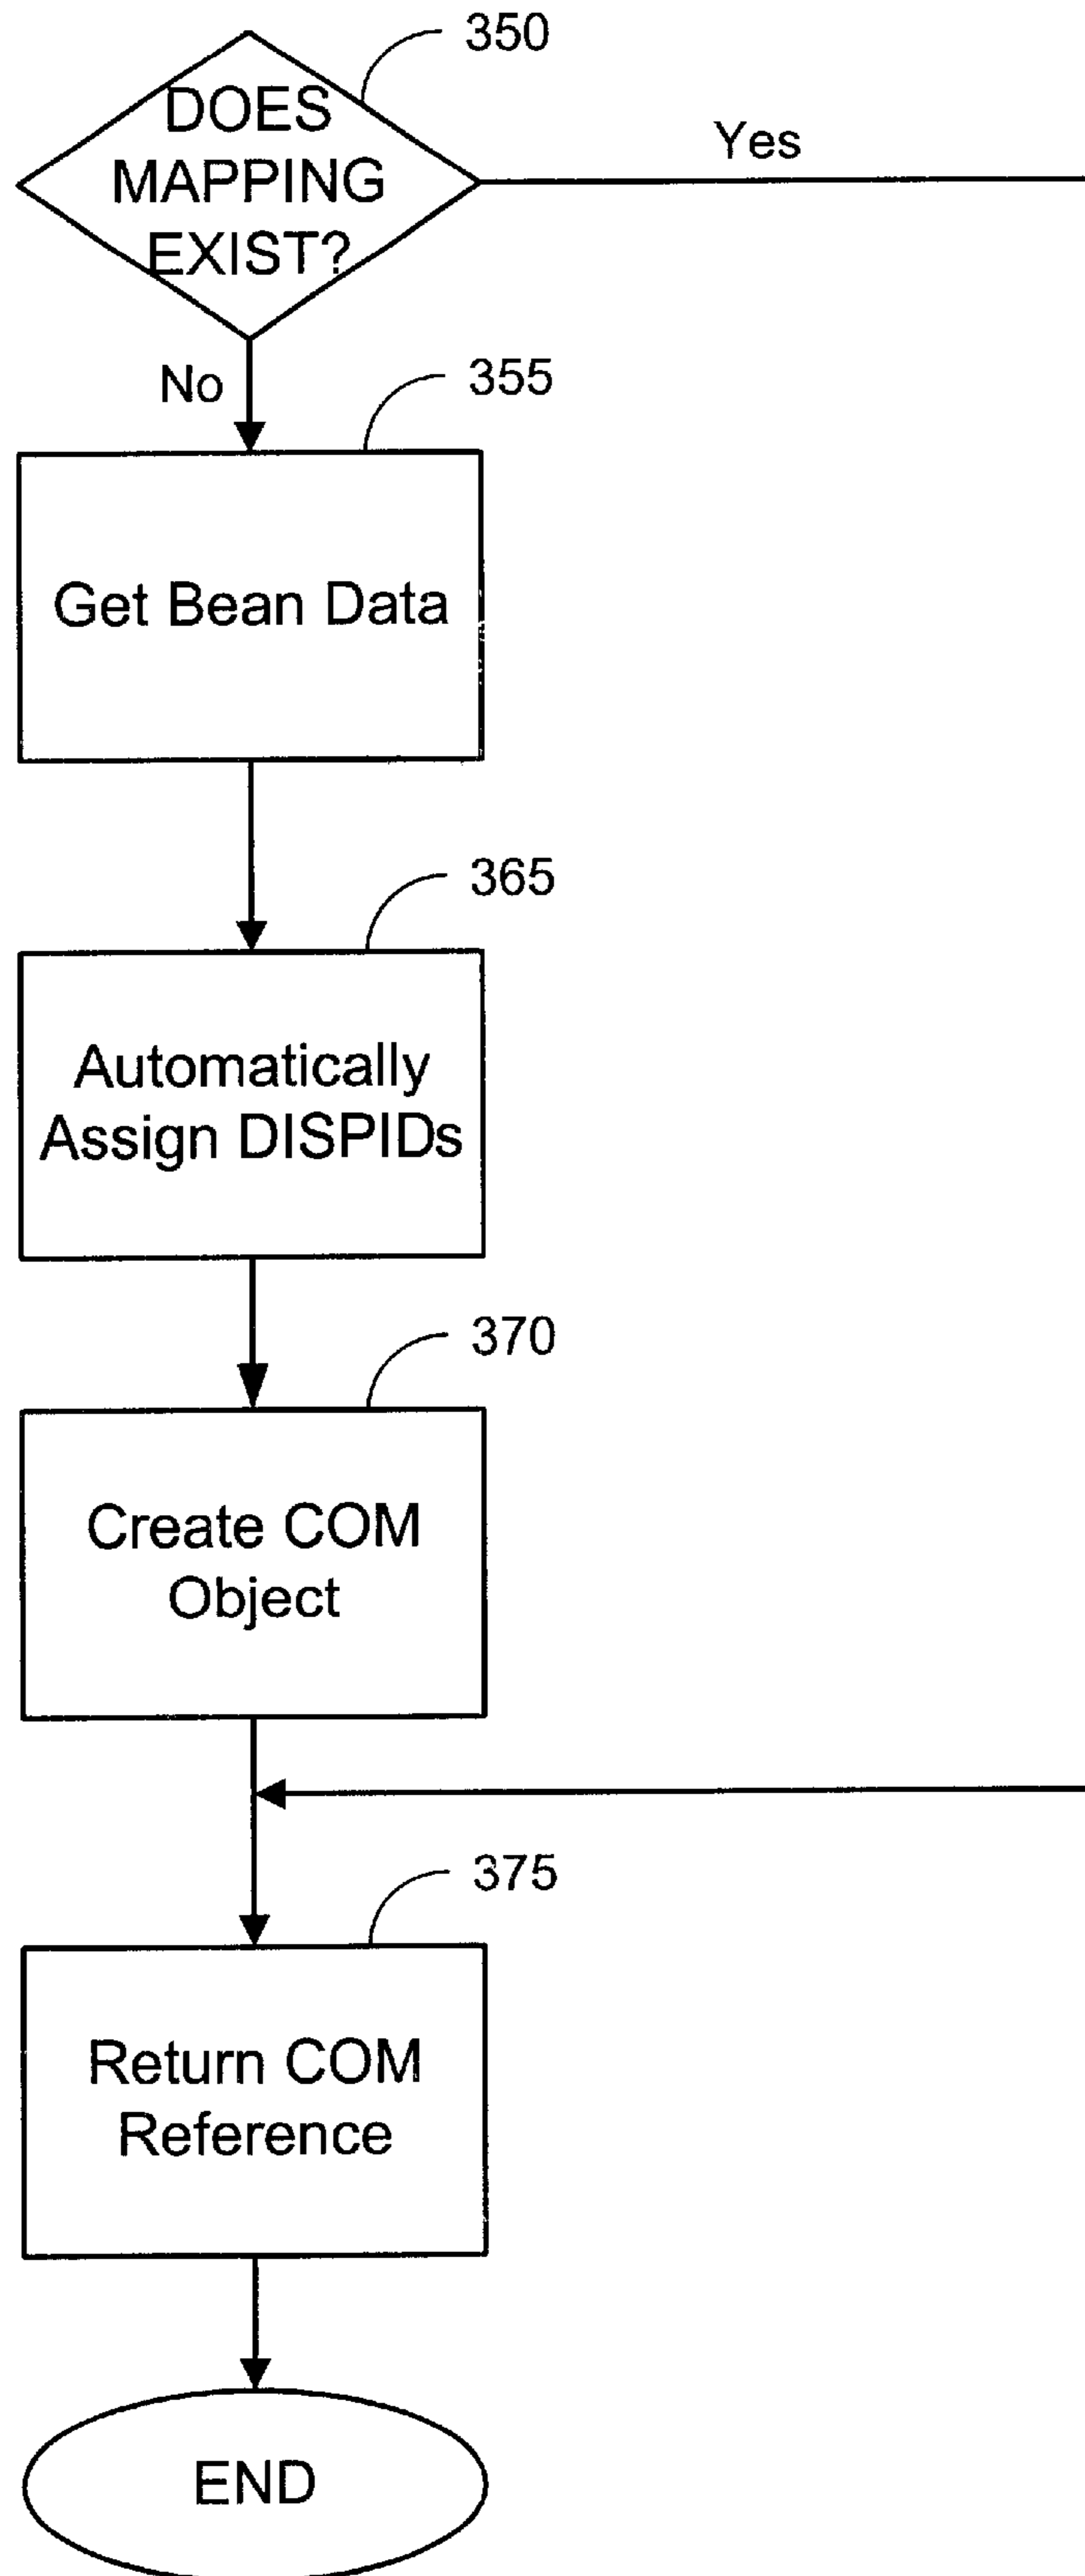 350
DOES
MAPPING
EXIST?
Yes
No
355
Get Bean Data
365
Automatically
Assign DISPIDs
370
Create COM
Object
375
Return COM
Reference
END